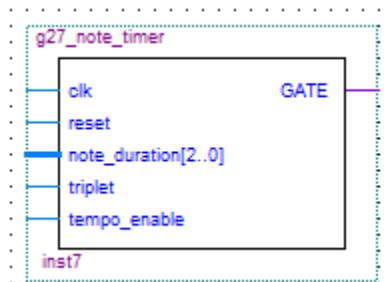 g27_note_timer
clk GATE
reset
note_duration[2..0]
triplet
tempo_enable
inst7